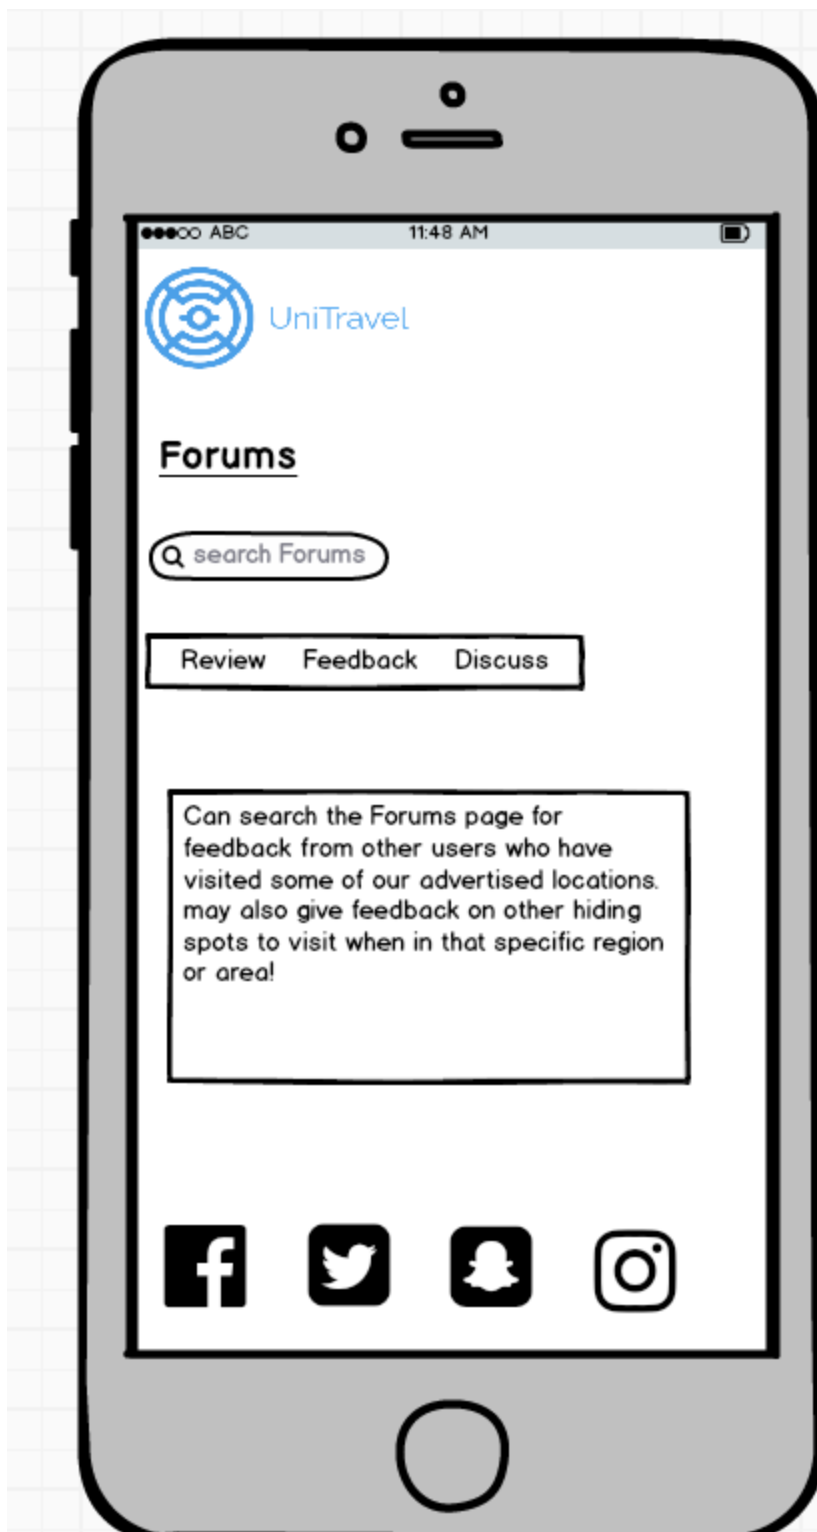 ABC 11:48 AM
UniTravel
Forums
search Forums
Review Feedback Discuss
Can search the Forums page for
feedback from other users who have
visited some of our advertised locations.
may also give feedback on other hiding
spots to visit when in that specific region
or area!